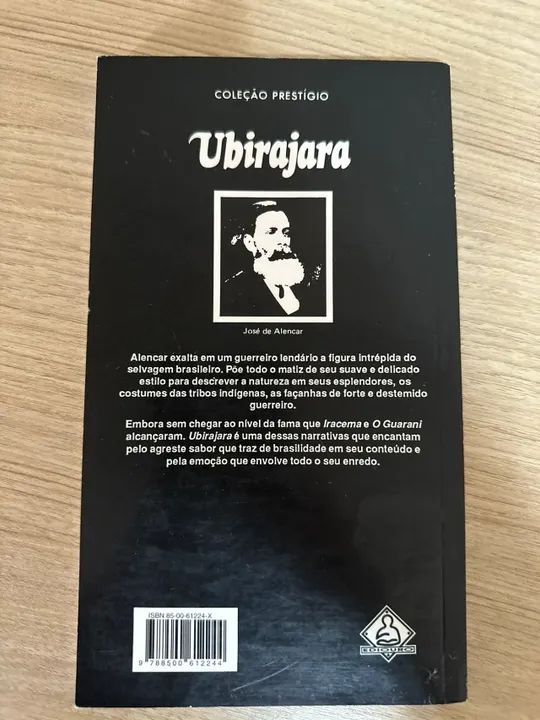 COLEÇÃO PRESTÍGIO
Ubirajara
José de Alencar
Alencar exalta em um guerreiro lendário a figura intrépida do
selvagem brasileiro. Põe todo o matiz de seu suave e delicado
estilo para descrever a natureza em seus esplendores, os
costumes das tribos indígenas, as façanhas de forte e destemido
guerreiro.
Embora sem chegar ao nível da fama que Iracema e O Guarani
alcançaram. Ubirajara é uma dessas narrativas que encantam
pelo agreste sabor que traz de brasilidade em seu conteúdo e
pela emoção que envolve todo o seu enredo.
ISBN 85-00-61224-X
9 788500 612244